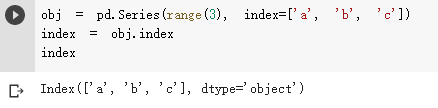 obj = pd.Series(range(3), index=['a', 'b', 'c'])
index = obj.index
index
Index(['a', 'b', 'c'], dtype='object')